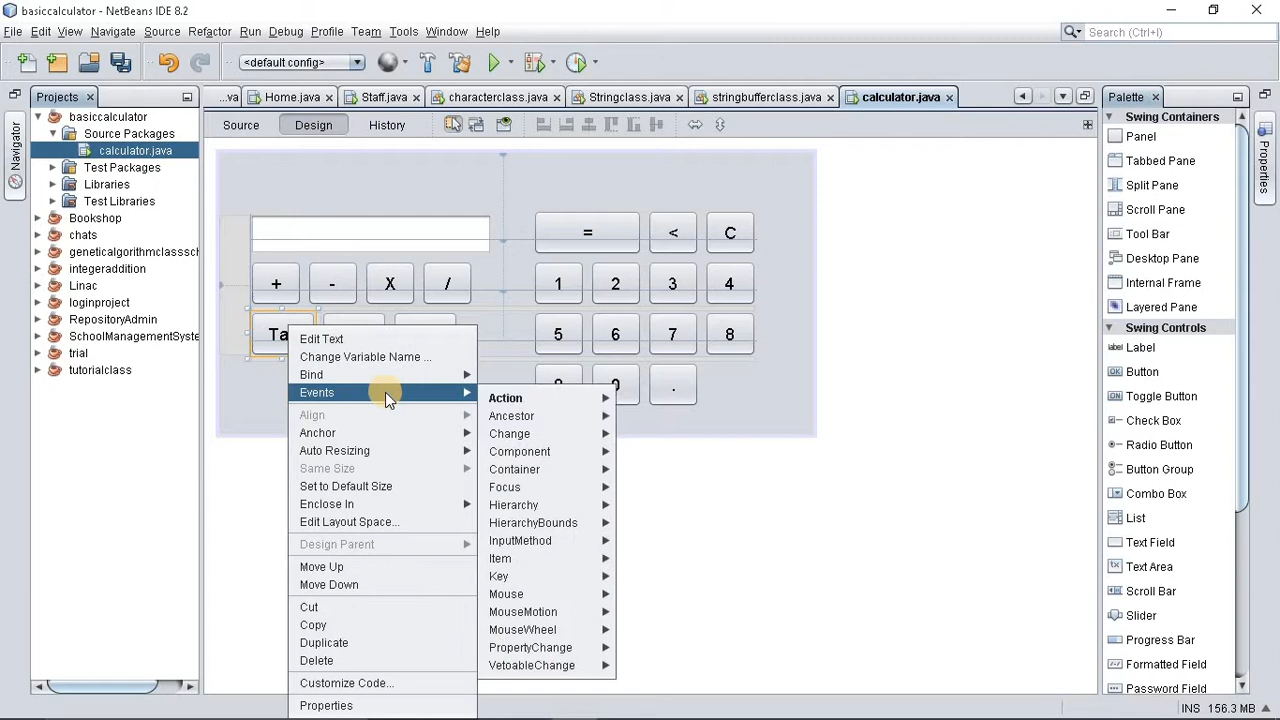 basiccalculator - NetBeans IDE 8.2
File Edit View Navigate Source Refactor Run Debug Profile Team Tools Window Help
Search (Ctrl+I)
<default config>
Projects
...va Home.java Staff.java characterclass.java Stringclass.java stringbufferclass.java calculator.java
Palette
Navigator
Properties
basiccalculator
Source Packages
calculator.java
Test Packages
Libraries
Test Libraries
Bookshop
chats
geneticalgorithmclasssch
integeraddition
Linac
loginproject
RepositoryAdmin
SchoolManagementSyste
trial
tutorialclass
Source Design History
= < C
+ - X / 1 2 3 4
Ta 5 6 7 8
.
Edit Text
Change Variable Name ...
Bind
Events
Align
Anchor
Auto Resizing
Same Size
Set to Default Size
Enclose In
Edit Layout Space...
Design Parent
Move Up
Move Down
Cut
Copy
Duplicate
Delete
Customize Code...
Properties
Action
Ancestor
Change
Component
Container
Focus
Hierarchy
HierarchyBounds
InputMethod
Item
Key
Mouse
MouseMotion
MouseWheel
PropertyChange
VetoableChange
Swing Containers
Panel
Tabbed Pane
Split Pane
Scroll Pane
Tool Bar
Desktop Pane
Internal Frame
Layered Pane
Swing Controls
Label
Button
Toggle Button
Check Box
Radio Button
Button Group
Combo Box
List
Text Field
Text Area
Scroll Bar
Slider
Progress Bar
Formatted Field
Password Field
INS 156.3 MB